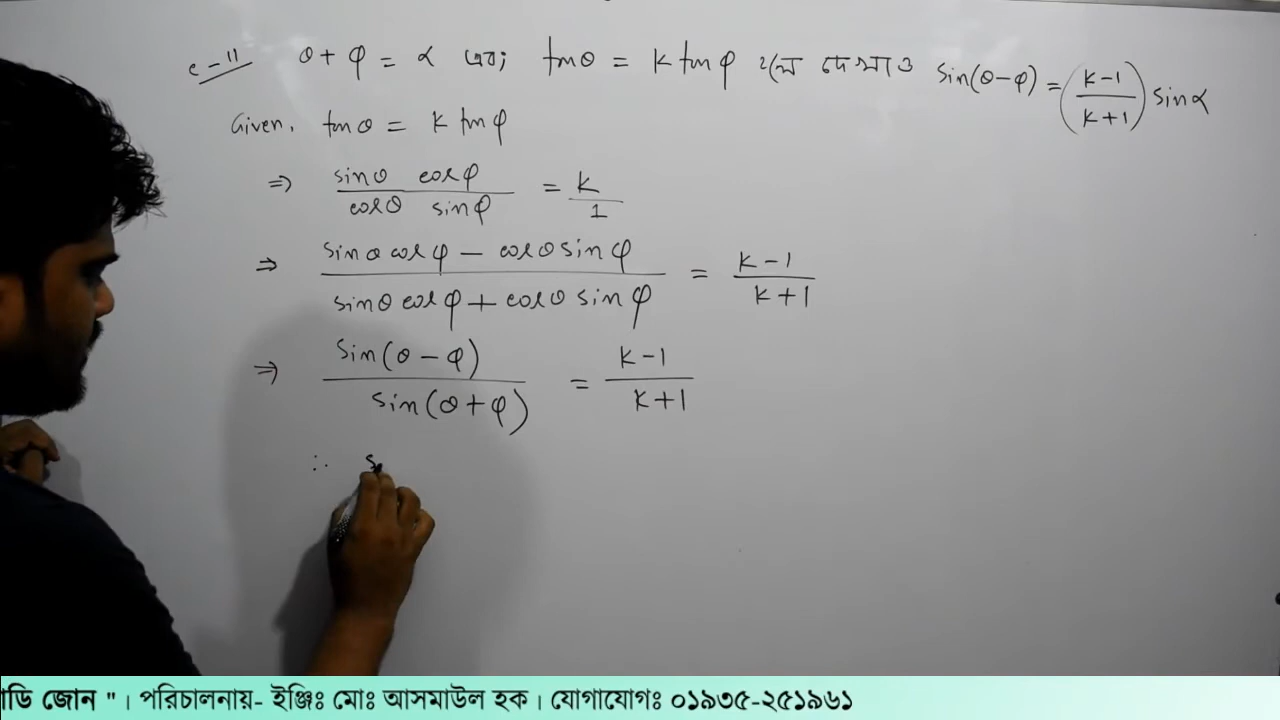 e-11 θ + φ = α এবং; tanθ = k tanφ হলে দেখাও sin(θ-φ) = (k-1/k+1) sinα
Given, tanθ = k tanφ
⇒ sinθ cosφ / cosθ sinφ = k/1
⇒ sinθ cosφ - cosθ sinφ / sinθ cosφ + cosθ sinφ = k-1 / k+1
⇒ sin(θ-φ) / sin(θ+φ) = k-1 / k+1
∴ s
াডি জোন " । পরিচালনায়- ইঞ্জিঃ মোঃ আসমাউল হক । যোগাযোগঃ ০১৯৩৫-২৫১৯৬১